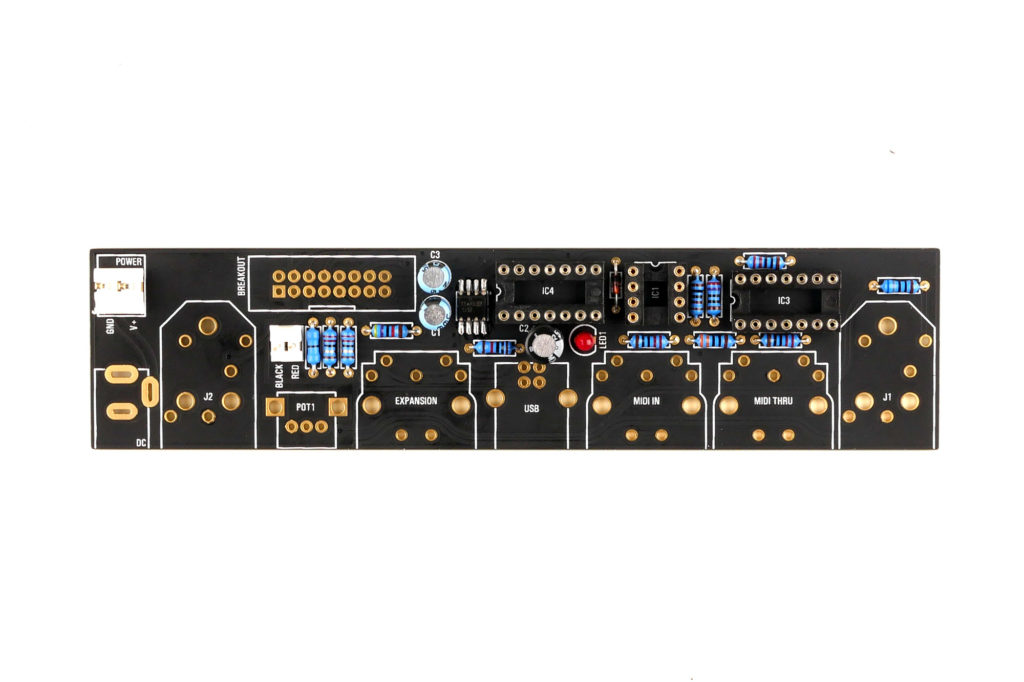 POWER
GND
V+
DC
J2
BREAKOUT
BLACK
RED
POT1
C3
C1
EXPANSION
IC4
C2
LED1
USB
IC1
MIDI IN
IC3
MIDI THRU
J1